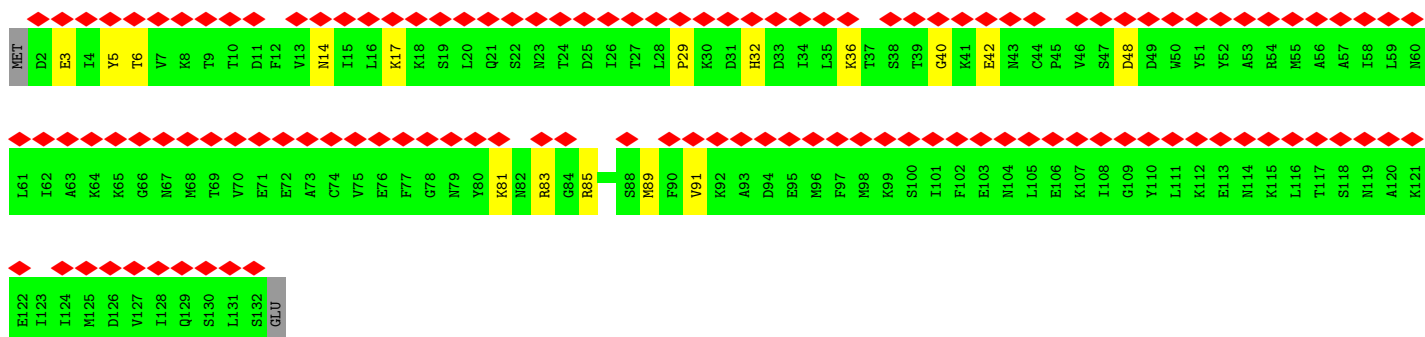 MET D2 E3 I4 Y5 T6 V7 K8 T9 T10 D11 F12 V13 N14 I15 L16 K17 K18 S19 L20 Q21 S22 N23 T24 D25 I26 T27 L28 P29 K30 D31 H32 D33 I34 L35 K36 T37 S38 T39 G40 K41 E42 N43 C44 P45 V46 S47 D48 D49 W50 Y51 Y52 A53 R54 M55 A56 A57 I58 L59 N60
L61 I62 A63 K64 K65 G66 N67 M68 T69 V70 E71 E72 A73 C74 V75 E76 F77 G78 N79 Y80 K81 N82 R83 G84 R85 S88 M89 F90 V91 K92 A93 D94 E95 M96 F97 M98 K99 S100 I101 F102 E103 N104 L105 E106 K107 I108 G109 Y110 L111 K112 E113 N114 K115 L116 T117 S118 N119 A120 K121
E122 I123 I124 M125 D126 V127 I128 Q129 S130 L131 S132 GLU